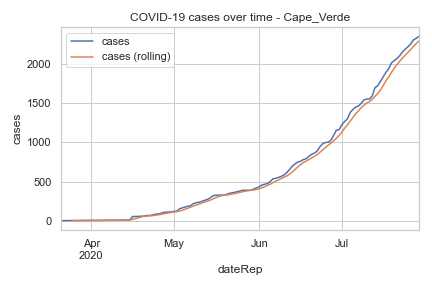 COVID-19 cases over time - Cape_Verde
cases
cases (rolling)
cases
2000
1500
1000
500
0
Apr
2020
May
Jun
Jul
dateRep